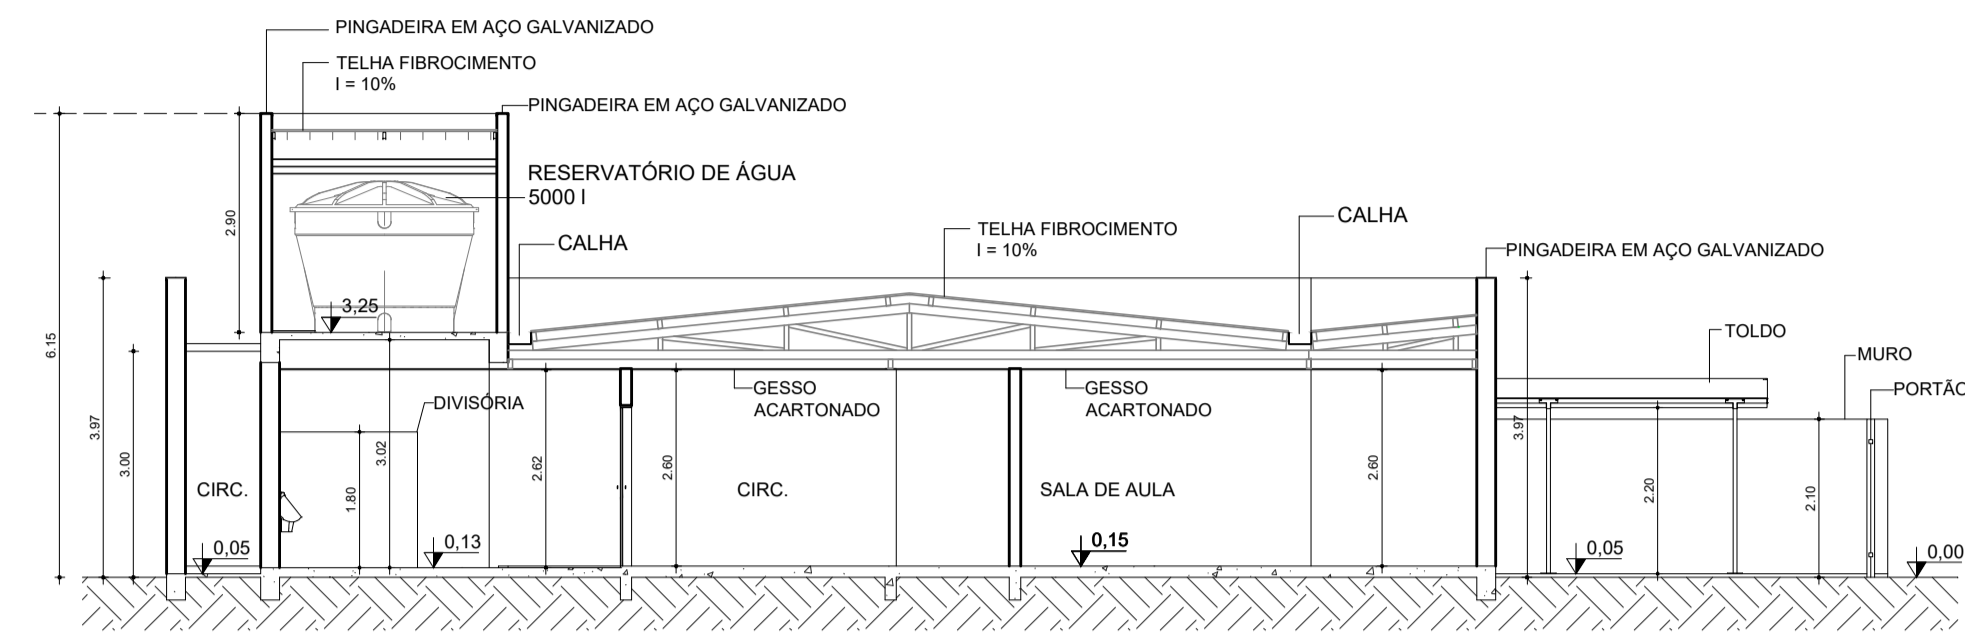 PINGADEIRA EM AÇO GALVANIZADO
TELHA FIBROCIMENTO
I = 10%
PINGADEIRA EM AÇO GALVANIZADO
RESERVATÓRIO DE ÁGUA
5000 l
2.90
CALHA
CALHA
TELHA FIBROCIMENTO
I = 10%
PINGADEIRA EM AÇO GALVANIZADO
3,25
6.15
TOLDO
MURO
PORTÃO
GESSO
ACARTONADO
GESSO
ACARTONADO
DIVISÓRIA
3.97
3.00
3.02
2.62
2.60
2.60
3.97
CIRC.
1.80
CIRC.
SALA DE AULA
2.20
2.10
0,05
0,13
0,15
0,05
0,00